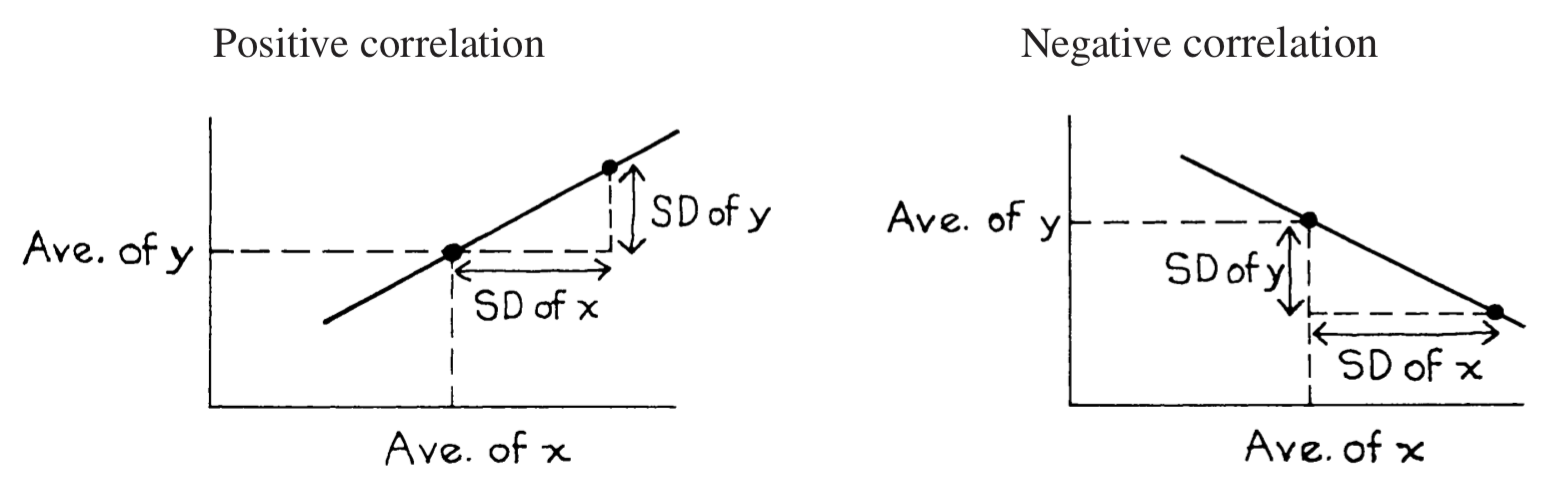 Positive correlation
Ave. of y
SD of y
SD of x
Ave. of x
Negative correlation
Ave. of y
SD of y
SD of x
Ave. of x